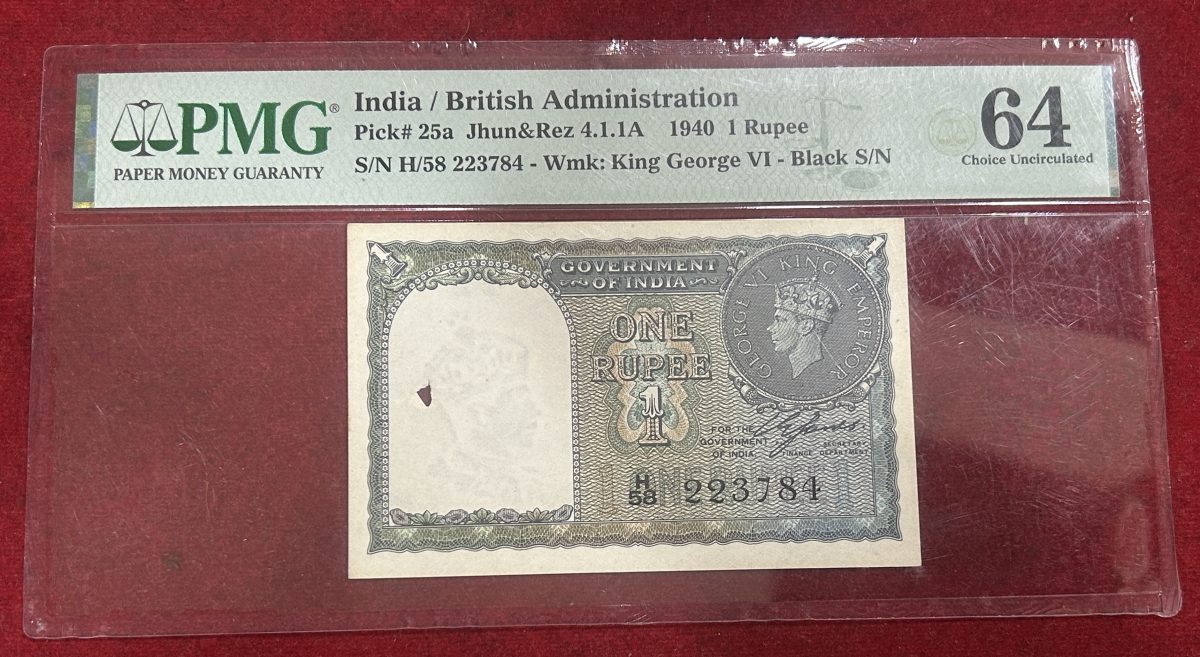 PMG®
PAPER MONEY GUARANTY
India / British Administration
Pick# 25a Jhun&Rez 4.1.1A 1940 1 Rupee
S/N H/58 223784 - Wmk: King George VI - Black S/N
64
Choice Uncirculated
1
1
GOVERNMENT
OF INDIA
GEORGE VI KING EMPEROR
ONE
RUPEE
1
FOR THE
GOVERNMENT
OF INDIA
SECRETARY
FINANCE DEPARTMENT
H
58 223784